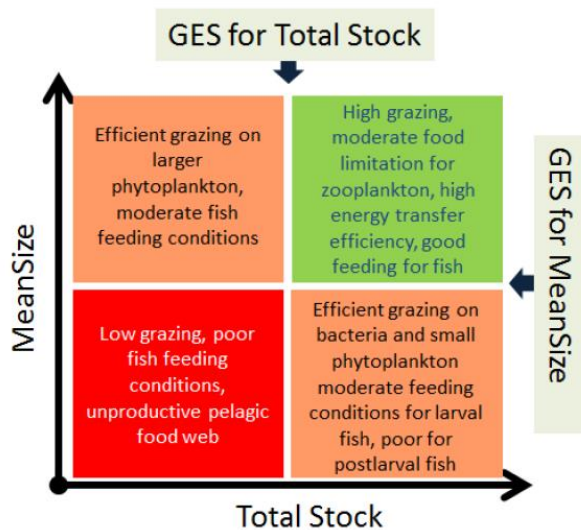 GES for Total Stock
Efficient grazing on
larger
phytoplankton,
moderate fish
feeding conditions
High grazing,
moderate food
limitation for
zooplankton, high
energy transfer
efficiency, good
feeding for fish
GES for MeanSize
MeanSize
Low grazing, poor
fish feeding
conditions,
unproductive pelagic
food web
Efficient grazing on
bacteria and small
phytoplankton
moderate feeding
conditions for larval
fish, poor for
postlarval fish
Total Stock